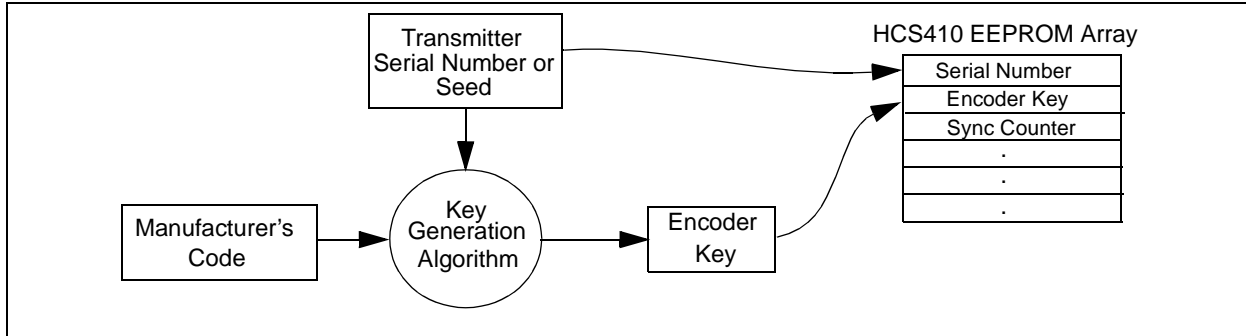 Transmitter
Serial Number or
Seed
HCS410 EEPROM Array
Serial Number
Encoder Key
Sync Counter
.
.
.
Manufacturer's
Code
Key
Generation
Algorithm
Encoder
Key